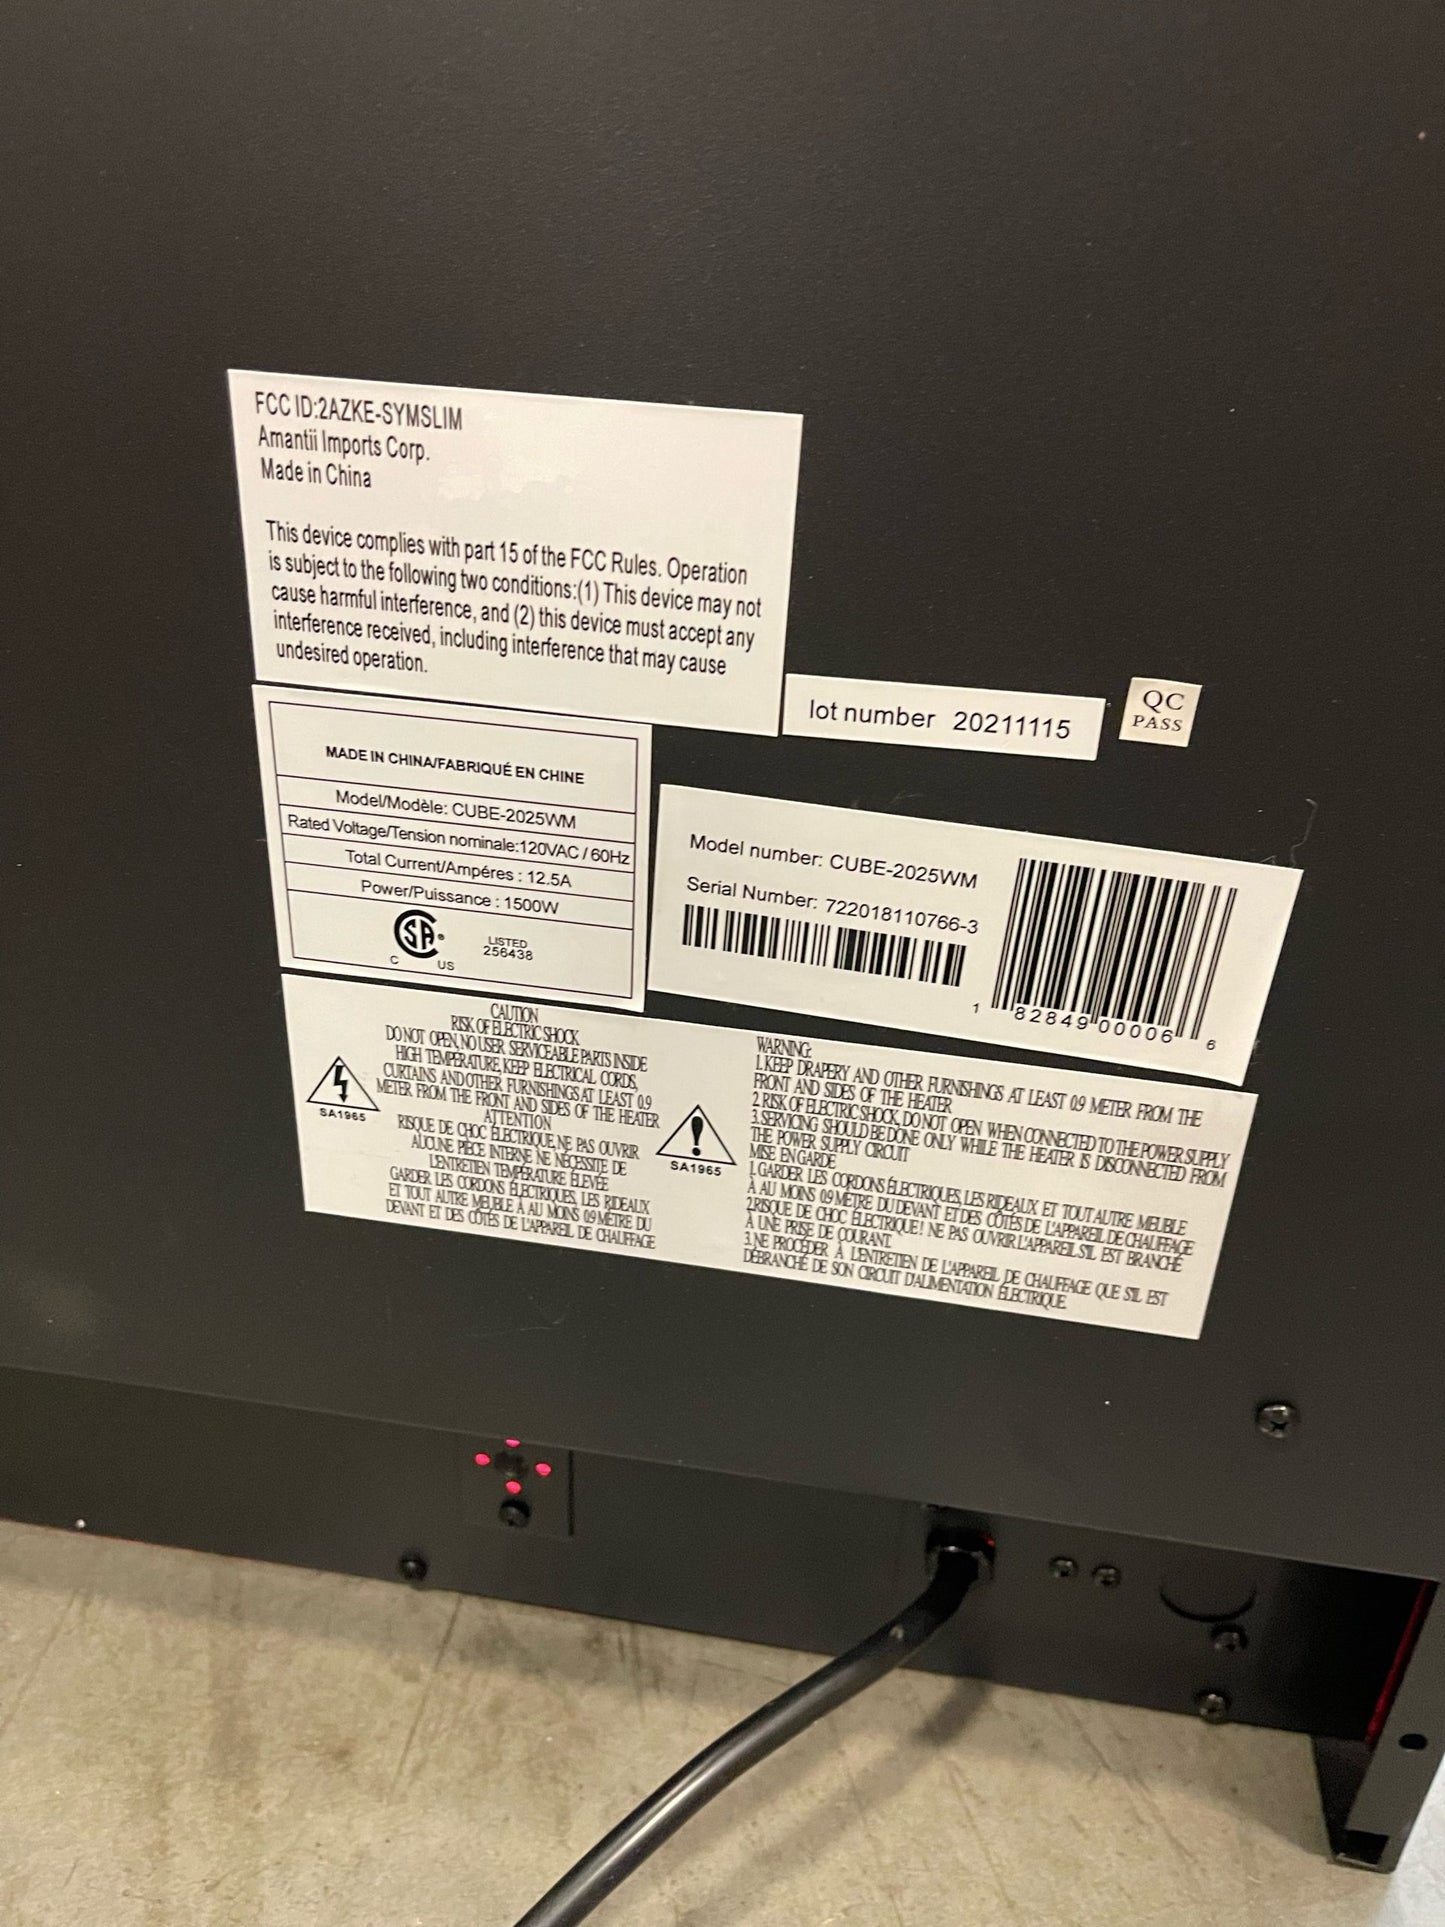 FCC ID:2AZKE-SYMSLIM
Amantii Imports Corp.
Made in China
This device complies with part 15 of the FCC Rules. Operation
is subject to the following two conditions:(1) This device may not
cause harmful interference, and (2) this device must accept any
interference received, including interference that may cause
undesired operation.
lot number 20211115
QC
PASS
MADE IN CHINA/FABRIQUÉ EN CHINE
Model/Modèle: CUBE-2025WM
Rated Voltage/Tension nominale:120VAC / 60Hz
Total Current/Ampéres : 12.5A
Power/Puissance : 1500W
SA®
C US
LISTED
256438
Model number: CUBE-2025WM
Serial Number: 722018110766-3
1 82849 00006 6
CAUTION
RISK OF ELECTRIC SHOCK
DO NOT OPEN, NO USER SERVICEABLE PARTS INSIDE
HIGH TEMPERATURE, KEEP ELECTRICAL CORDS,
CURTAINS AND OTHER FURNISHINGS AT LEAST 0.9
METER FROM THE FRONT AND SIDES OF THE HEATER
ATTENTION
RISQUE DE CHOC ÉLECTRIQUE, NE PAS OUVRIR
AUCUNE PIÈCE INTERNE NE NÉCESSITE DE
L'ENTRETIEN TEMPÉRATURE ÉLEVÉE
GARDER LES CORDONS ÉLECTRIQUES, LES RIDEAUX
ET TOUT AUTRE MEUBLE À AU MOINS 0.9 MÈTRE DU
DEVANT ET DES CÔTÉS DE L'APPAREIL DE CHAUFFAGE
SA1965
SA1965
WARNING:
1.KEEP DRAPERY AND OTHER FURNISHINGS AT LEAST 0.9 METER FROM THE
FRONT AND SIDES OF THE HEATER
2.RISK OF ELECTRIC SHOCK, DO NOT OPEN WHEN CONNECTED TO THE POWER SUPPLY
3.SERVICING SHOULD BE DONE ONLY WHILE THE HEATER IS DISCONNECTED FROM
THE POWER SUPPLY CIRCUIT
MISE EN GARDE
1.GARDER LES CORDONS ÉLECTRIQUES, LES RIDEAUX ET TOUT AUTRE MEUBLE
À AU MOINS 0.9 MÈTRE DU DEVANT ET DES CÔTÉS DE L'APPAREIL DE CHAUFFAGE
2.RISQUE DE CHOC ÉLECTRIQUE! NE PAS OUVRIR L'APPAREIL S'IL EST BRANCHÉ
À UNE PRISE DE COURANT.
3.NE PROCÉDER À L'ENTRETIEN DE L'APPAREIL DE CHAUFFAGE QUE S'IL EST
DÉBRANCHÉ DE SON CIRCUIT D'ALIMENTATION ÉLECTRIQUE.